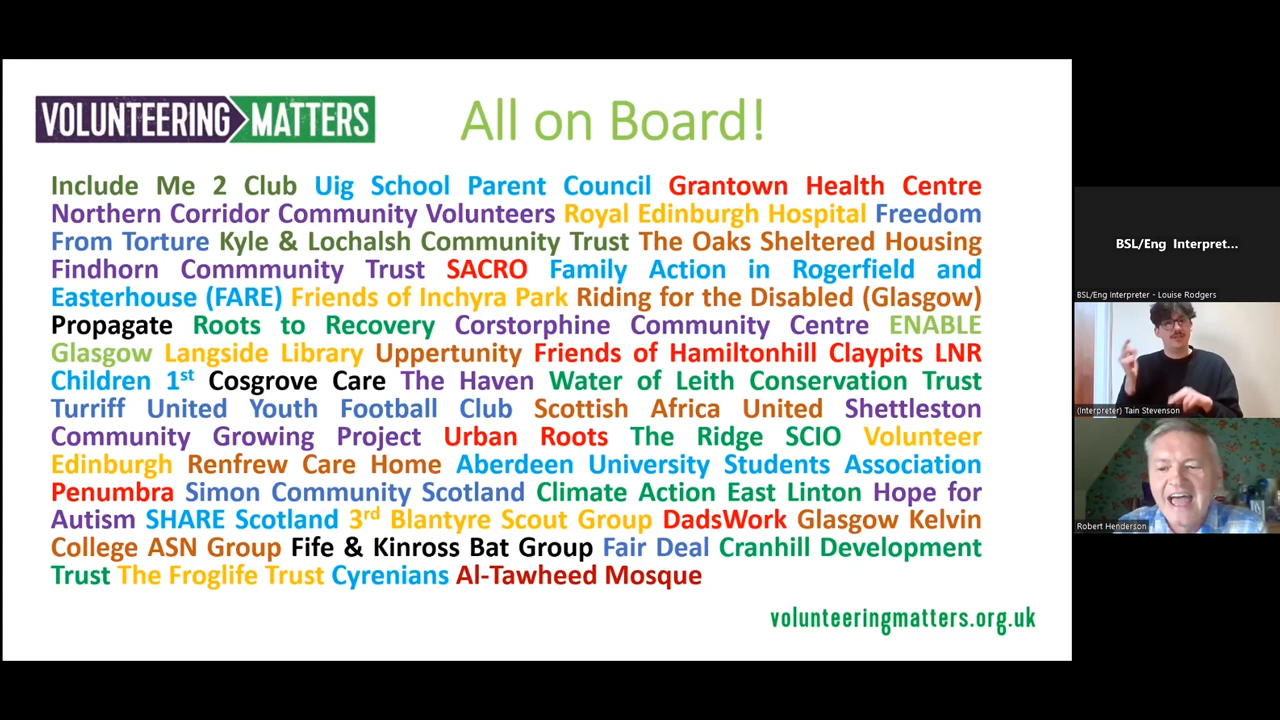 VOLUNTEERING MATTERS
All on Board!
Include Me 2 Club Uig School Parent Council Grantown Health Centre
Northern Corridor Community Volunteers Royal Edinburgh Hospital Freedom
From Torture Kyle & Lochalsh Community Trust The Oaks Sheltered Housing
Findhorn Commmunity Trust SACRO Family Action in Rogerfield and
Easterhouse (FARE) Friends of Inchyra Park Riding for the Disabled (Glasgow)
Propagate Roots to Recovery Corstorphine Community Centre ENABLE
Glasgow Langside Library Uppertunity Friends of Hamiltonhill Claypits LNR
Children 1st Cosgrove Care The Haven Water of Leith Conservation Trust
Turriff United Youth Football Club Scottish Africa United Shettleston
Community Growing Project Urban Roots The Ridge SCIO Volunteer
Edinburgh Renfrew Care Home Aberdeen University Students Association
Penumbra Simon Community Scotland Climate Action East Linton Hope for
Autism SHARE Scotland 3rd Blantyre Scout Group DadsWork Glasgow Kelvin
College ASN Group Fife & Kinross Bat Group Fair Deal Cranhill Development
Trust The Froglife Trust Cyrenians Al-Tawheed Mosque
volunteeringmatters.org.uk
BSL/Eng Interpret...
BSL/Eng Interpreter - Louise Rodgers
(Interpreter) Tain Stevenson
Robert Henderson